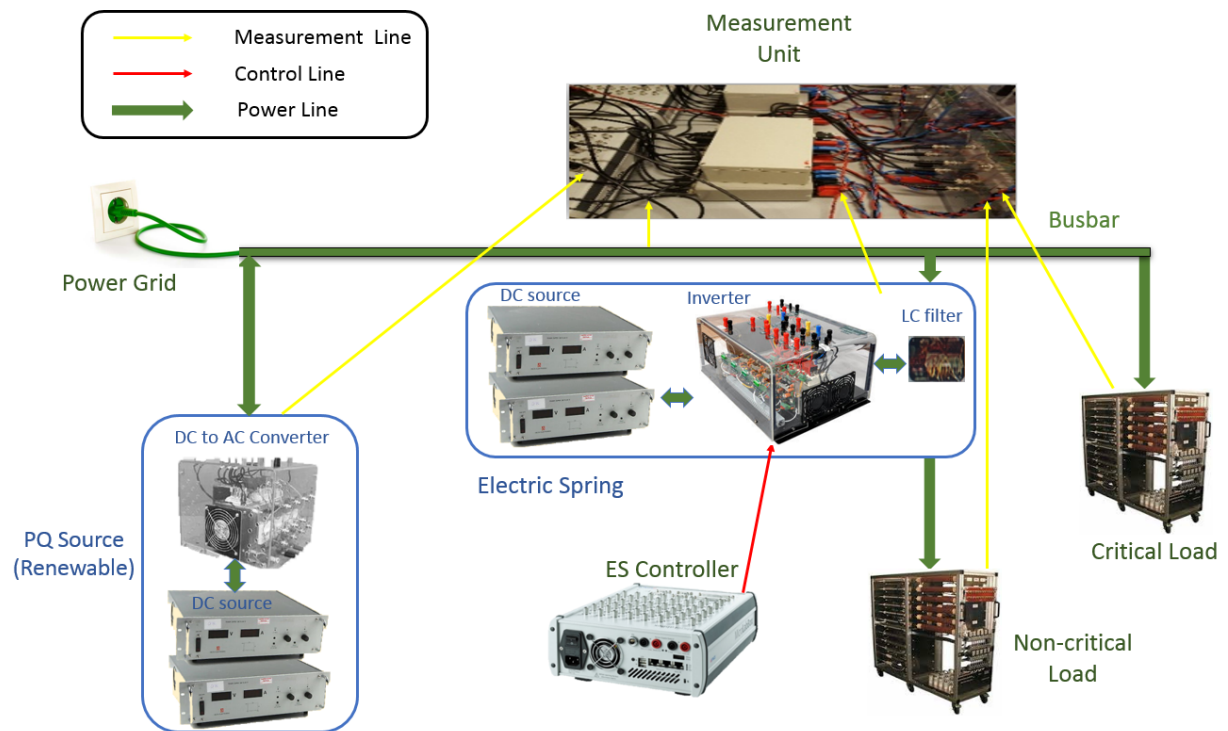 Measurement Line
Control Line
Power Line
Measurement
Unit
Busbar
Power Grid
DC source
Inverter
LC filter
Electric Spring
DC to AC Converter
PQ Source
(Renewable)
DC source
ES Controller
Critical Load
Non-critical
Load